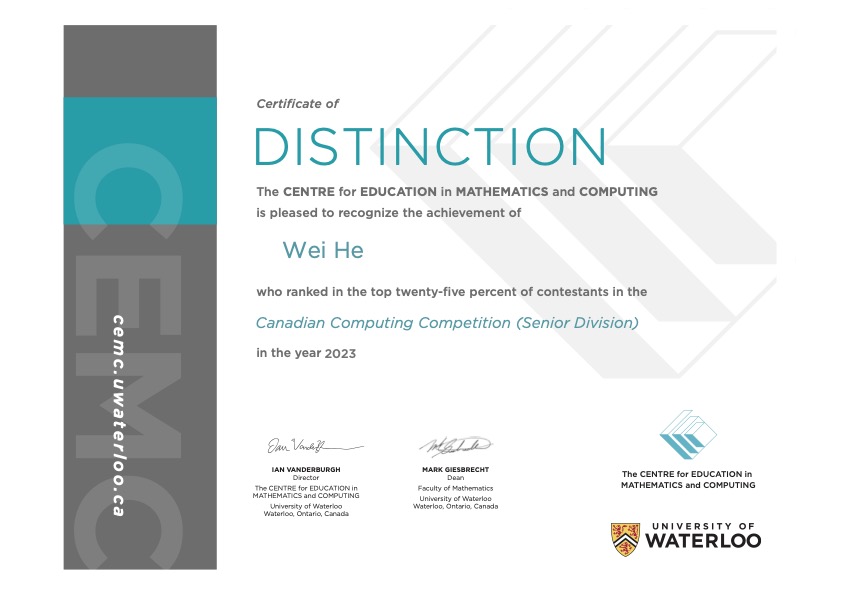 Certificate of
DISTINCTION
The CENTRE for EDUCATION in MATHEMATICS and COMPUTING
is pleased to recognize the achievement of
Wei He
who ranked in the top twenty-five percent of contestants in the
Canadian Computing Competition (Senior Division)
in the year 2023
CEMC
cemc.uwaterloo.ca
IAN VANDERBURGH
Director
The CENTRE for EDUCATION in
MATHEMATICS and COMPUTING
University of Waterloo
Waterloo, Ontario, Canada
MARK GIESBRECHT
Dean
Faculty of Mathematics
University of Waterloo
Waterloo, Ontario, Canada
The CENTRE for EDUCATION in
MATHEMATICS and COMPUTING
UNIVERSITY OF
WATERLOO